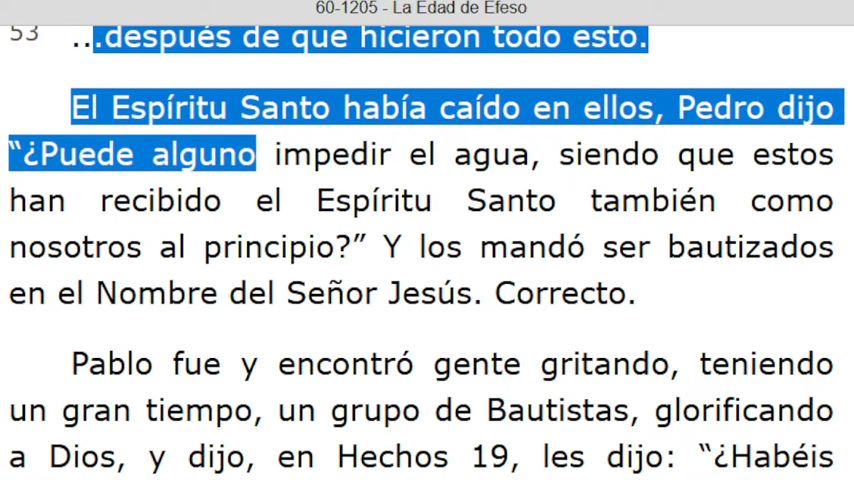 60-1205 - La Edad de Efeso
53 ...después de que hicieron todo esto.
El Espíritu Santo había caído en ellos, Pedro dijo
“¿Puede alguno impedir el agua, siendo que estos
han recibido el Espíritu Santo también como
nosotros al principio?” Y los mandó ser bautizados
en el Nombre del Señor Jesús. Correcto.
Pablo fue y encontró gente gritando, teniendo
un gran tiempo, un grupo de Bautistas, glorificando
a Dios, y dijo, en Hechos 19, les dijo: “¿Habéis